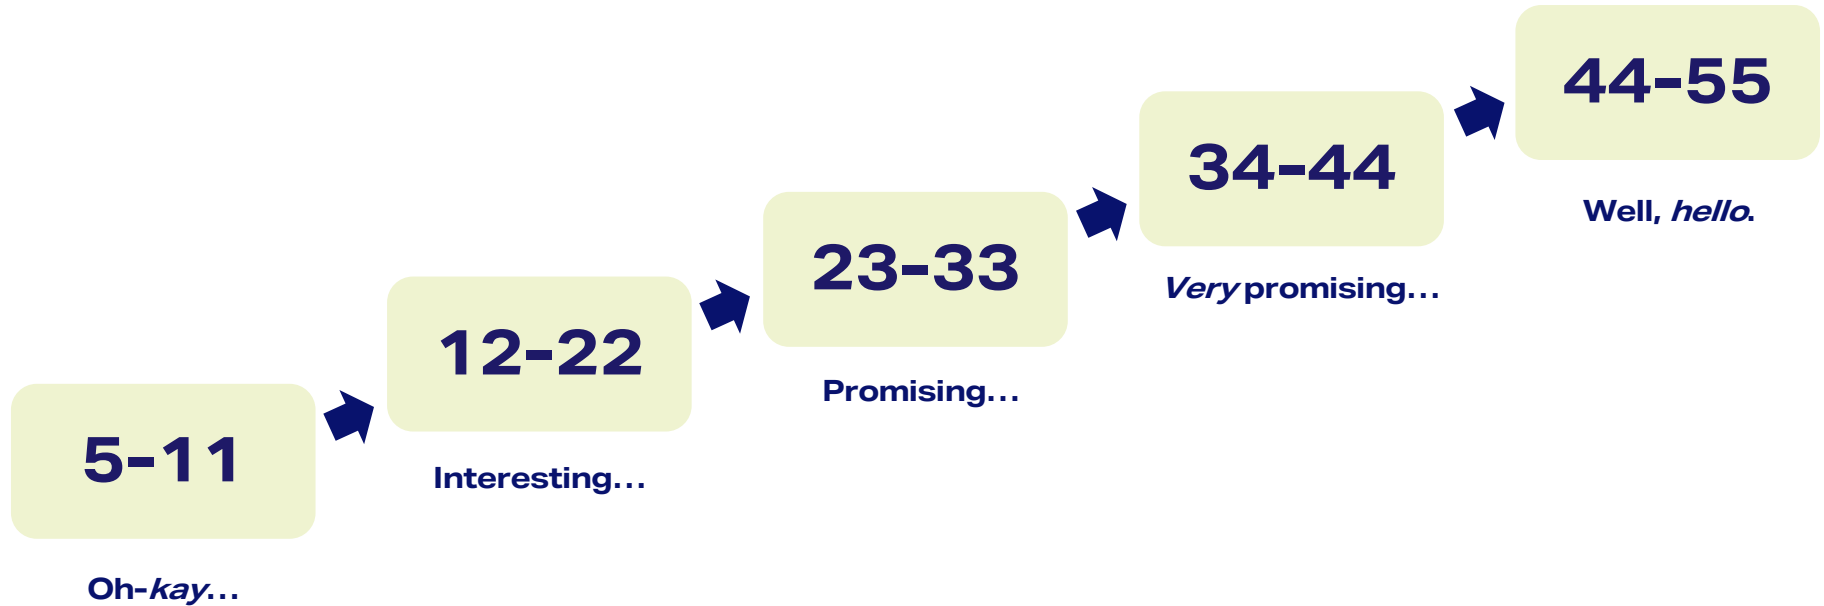 5-11
Oh-kay...
12-22
Interesting...
23-33
Promising...
34-44
Very promising...
44-55
Well, hello.